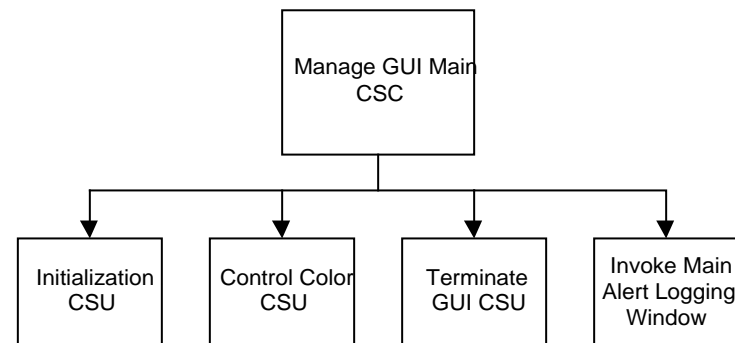 Manage GUI Main
CSC
Initialization
CSU
Control Color
CSU
Terminate
GUI CSU
Invoke Main
Alert Logging
Window